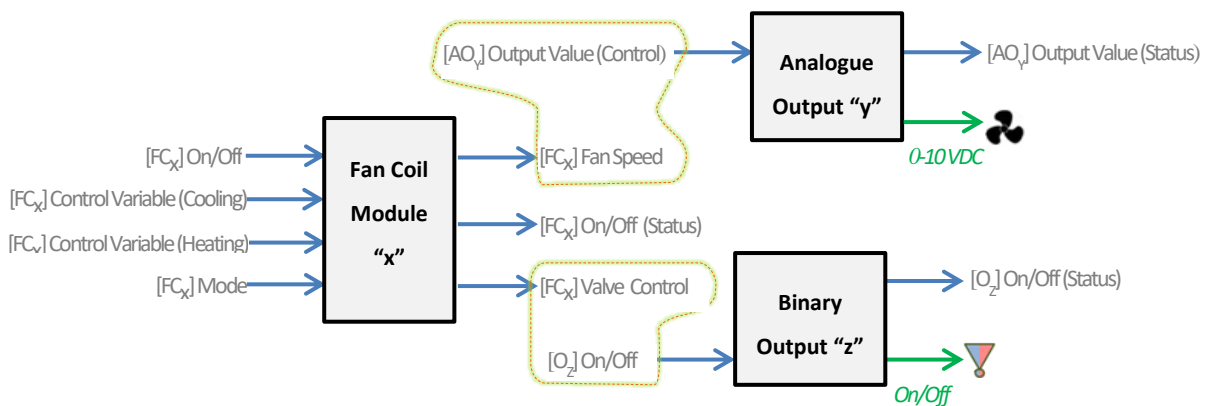 [AOY] Output Value (Control)
Analogue
Output “y”
[AOY] Output Value (Status)
0-10 VDC
[FCX] On/Off
[FCX] Control Variable (Cooling)
[FCX] Control Variable (Heating)
[FCX] Mode
Fan Coil
Module
“x”
[FCX] Fan Speed
[FCX] On/Off (Status)
[FCX] Valve Control
[OZ] On/Off
Binary
Output “z”
[OZ] On/Off (Status)
On/Off